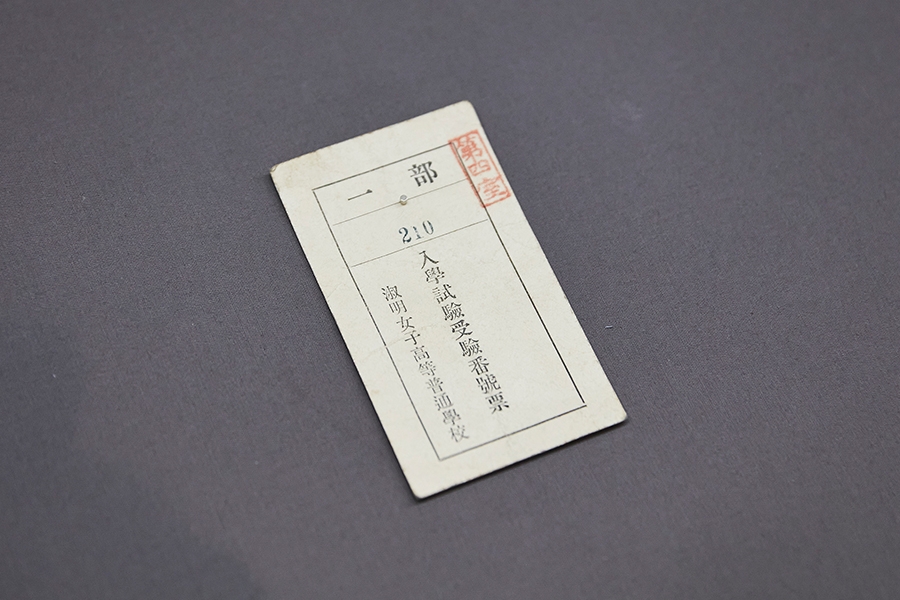 一部
第四室
210
入學試驗受驗番號票
淑明女子高等普通學校